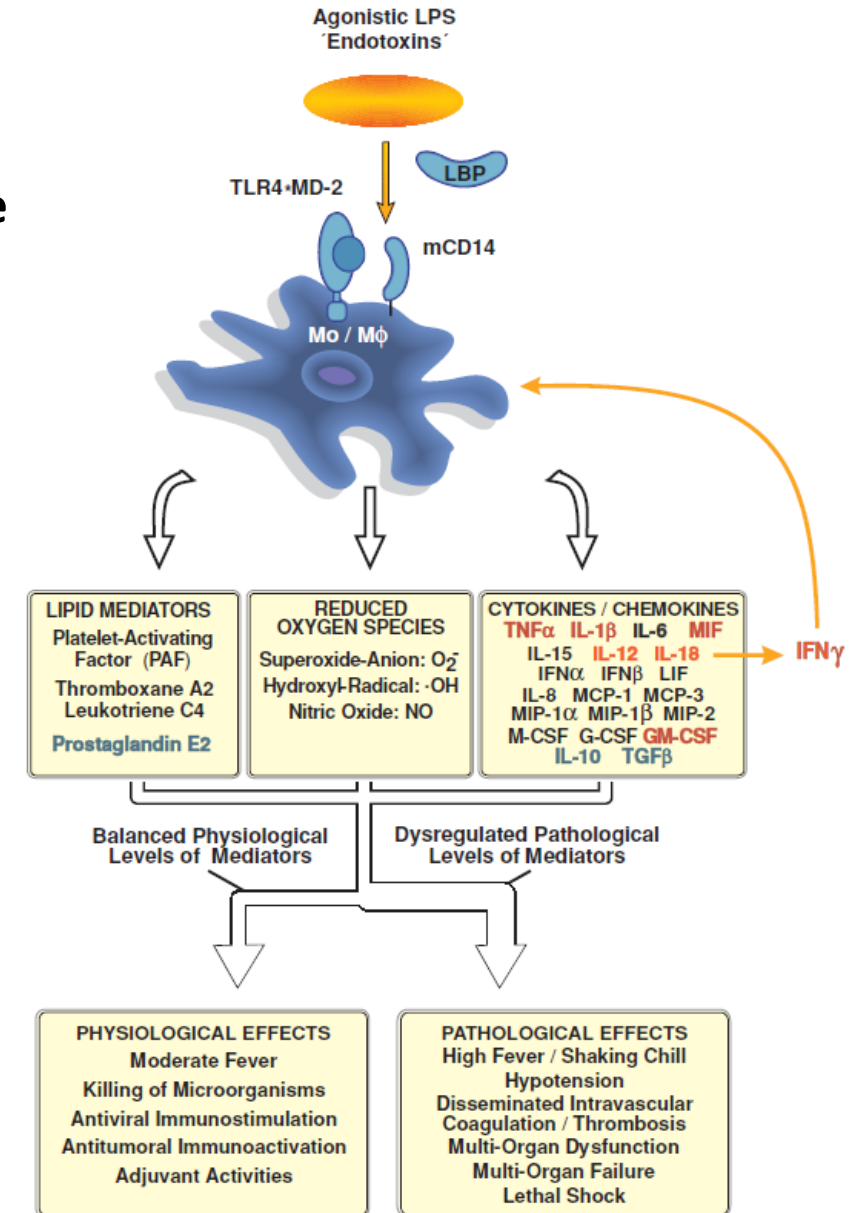 Agonistic LPS
´Endotoxins´
e
LBP
TLR4•MD-2
mCD14
Mo / Mϕ
LIPID MEDIATORS
Platelet-Activating
Factor (PAF)
Thromboxane A2
Leukotriene C4
Prostaglandin E2
REDUCED
OXYGEN SPECIES
Superoxide-Anion: O2-
Hydroxyl-Radical: ·OH
Nitric Oxide: NO
CYTOKINES / CHEMOKINES
TNFα IL-1β IL-6 MIF
IL-15 IL-12 IL-18
IFNα IFNβ LIF
IL-8 MCP-1 MCP-3
MIP-1α MIP-1β MIP-2
M-CSF G-CSF GM-CSF
IL-10 TGFβ
IFNγ
Balanced Physiological
Levels of Mediators
Dysregulated Pathological
Levels of Mediators
PHYSIOLOGICAL EFFECTS
Moderate Fever
Killing of Microorganisms
Antiviral Immunostimulation
Antitumoral Immunoactivation
Adjuvant Activities
PATHOLOGICAL EFFECTS
High Fever / Shaking Chill
Hypotension
Disseminated Intravascular
Coagulation / Thrombosis
Multi-Organ Dysfunction
Multi-Organ Failure
Lethal Shock